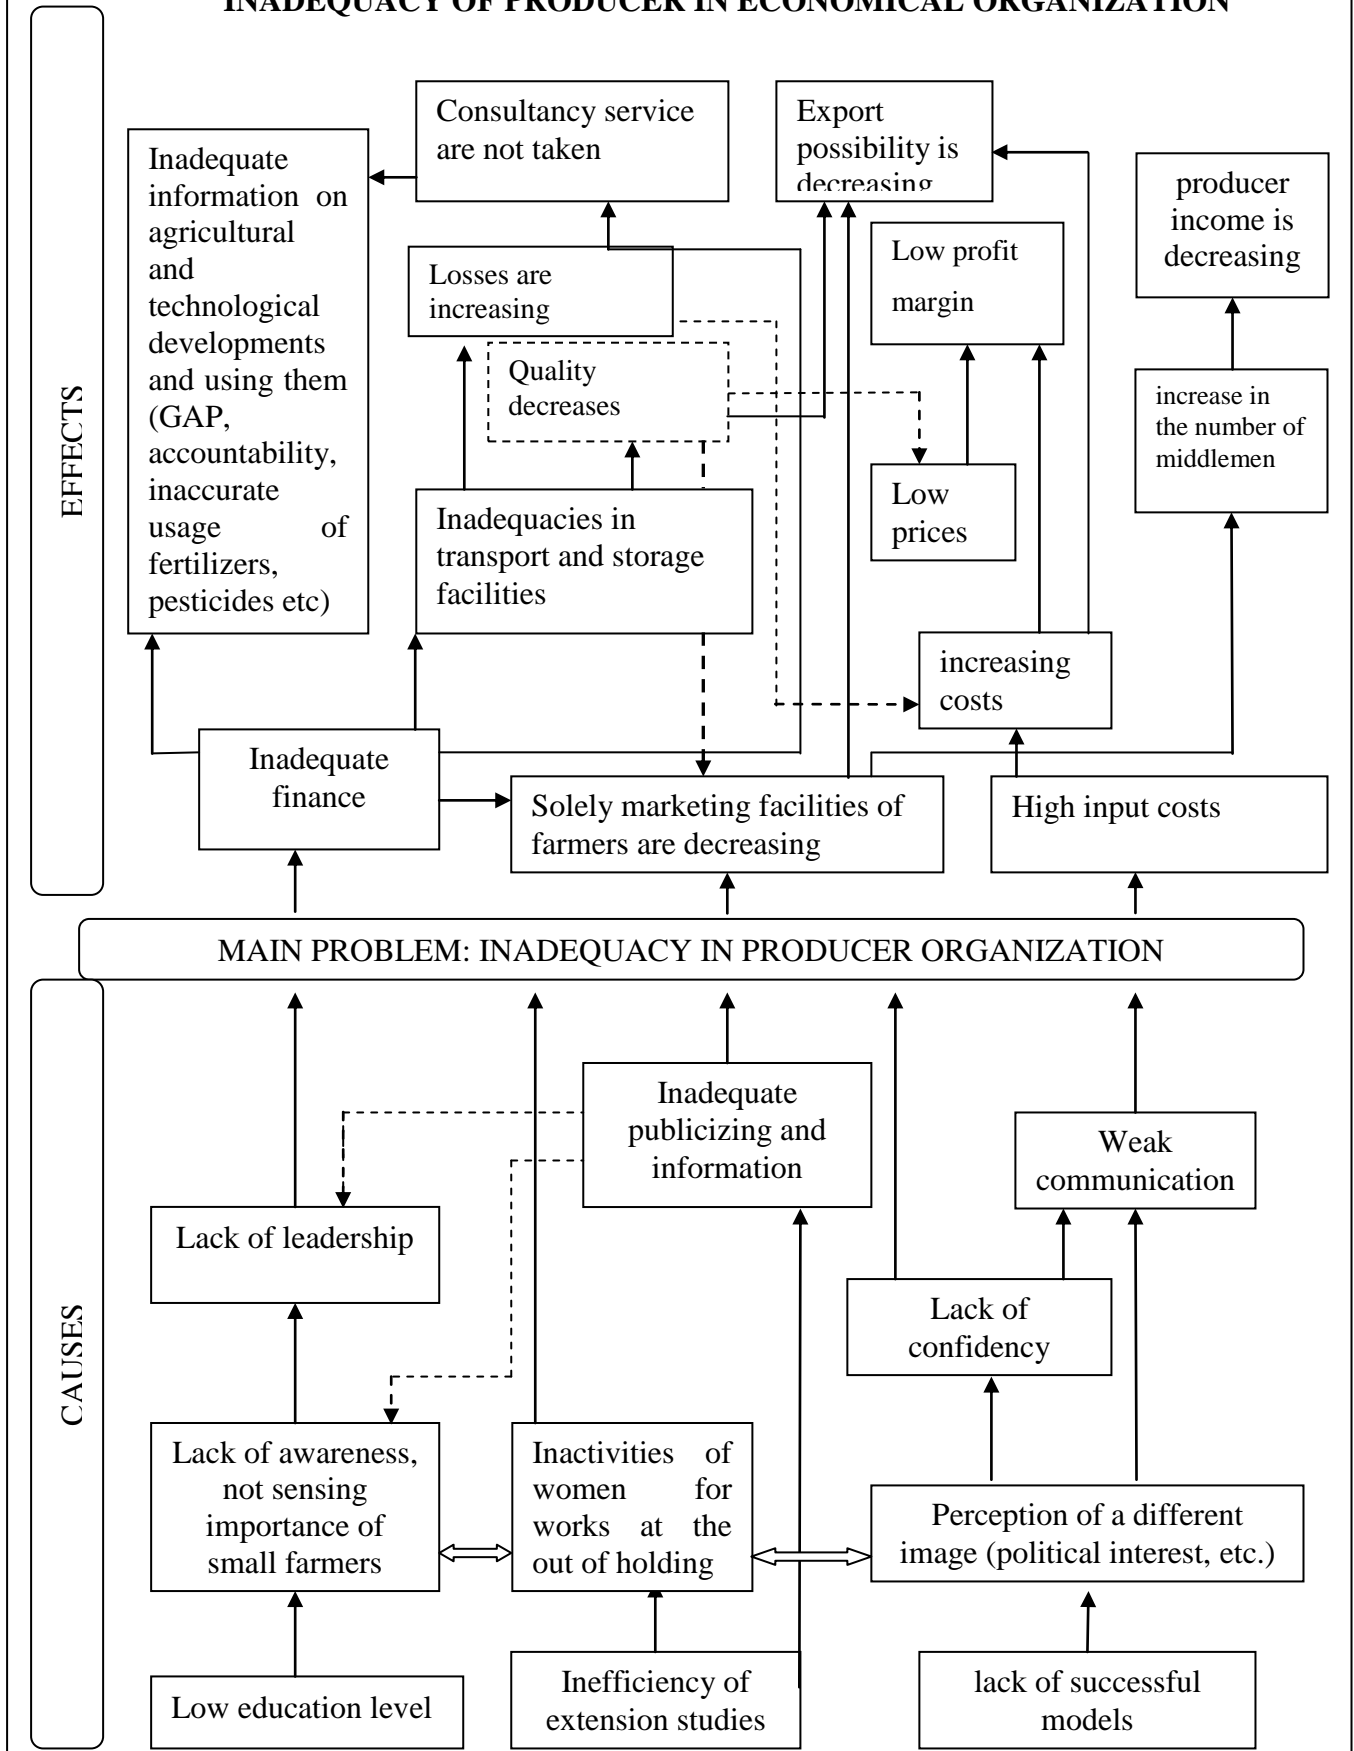 INADEQUACY OF PRODUCER IN ECONOMICAL ORGANIZATION
EFFECTS
Consultancy service
are not taken
Export
possibility is
decreasing
Inadequate
information on
agricultural
and
technological
developments
and using them
(GAP,
accountability,
inaccurate
usage of
fertilizers,
pesticides etc)
producer
income is
decreasing
Losses are
increasing
Low profit
margin
Quality
decreases
increase in
the number of
middlemen
Low
prices
Inadequacies in
transport and storage
facilities
increasing
costs
Inadequate
finance
Solely marketing facilities of
farmers are decreasing
High input costs
MAIN PROBLEM: INADEQUACY IN PRODUCER ORGANIZATION
CAUSES
Inadequate
publicizing and
information
Weak
communication
Lack of leadership
Lack of
confidency
Lack of awareness,
not sensing
importance of
small farmers
Inactivities of
women for
works at the
out of holding
Perception of a different
image (political interest, etc.)
Low education level
Inefficiency of
extension studies
lack of successful
models